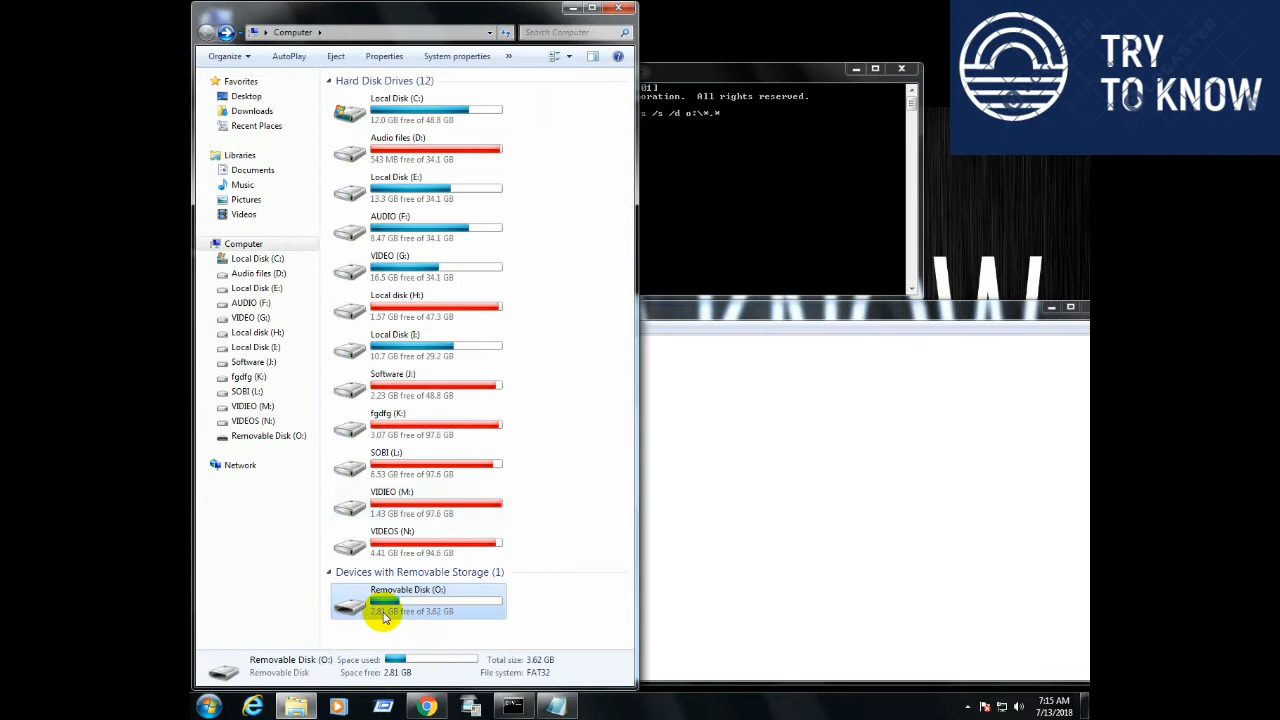 Computer
Search Computer
Organize
AutoPlay
Eject
Properties
System properties
»
Favorites
Desktop
Downloads
Recent Places
Libraries
Documents
Music
Pictures
Videos
Computer
Local Disk (C:)
Audio files (D:)
Local Disk (E:)
AUDIO (F:)
VIDEO (G:)
Local disk (H:)
Local Disk (I:)
Software (J:)
fgdfg (K:)
SOBI (L:)
VIDIEO (M:)
VIDEOS (N:)
Removable Disk (O:)
Network
Hard Disk Drives (12)
Local Disk (C:)
12.0 GB free of 48.8 GB
Audio files (D:)
543 MB free of 34.1 GB
Local Disk (E:)
13.3 GB free of 34.1 GB
AUDIO (F:)
8.47 GB free of 34.1 GB
VIDEO (G:)
16.5 GB free of 34.1 GB
Local disk (H:)
1.57 GB free of 47.3 GB
Local Disk (I:)
10.7 GB free of 29.2 GB
Software (J:)
2.23 GB free of 48.8 GB
fgdfg (K:)
3.07 GB free of 97.6 GB
SOBI (L:)
6.53 GB free of 97.6 GB
VIDIEO (M:)
1.43 GB free of 97.6 GB
VIDEOS (N:)
4.41 GB free of 94.6 GB
Devices with Removable Storage (1)
Removable Disk (O:)
2.81 GB free of 3.62 GB
Removable Disk (O:) Space used: Total size: 3.62 GB
Removable Disk Space free: 2.81 GB File system: FAT32
01]
oration. All rights reserved.
s /s /d o:\*.*
TRY
TO KNOW
W
7:15 AM
7/13/2018